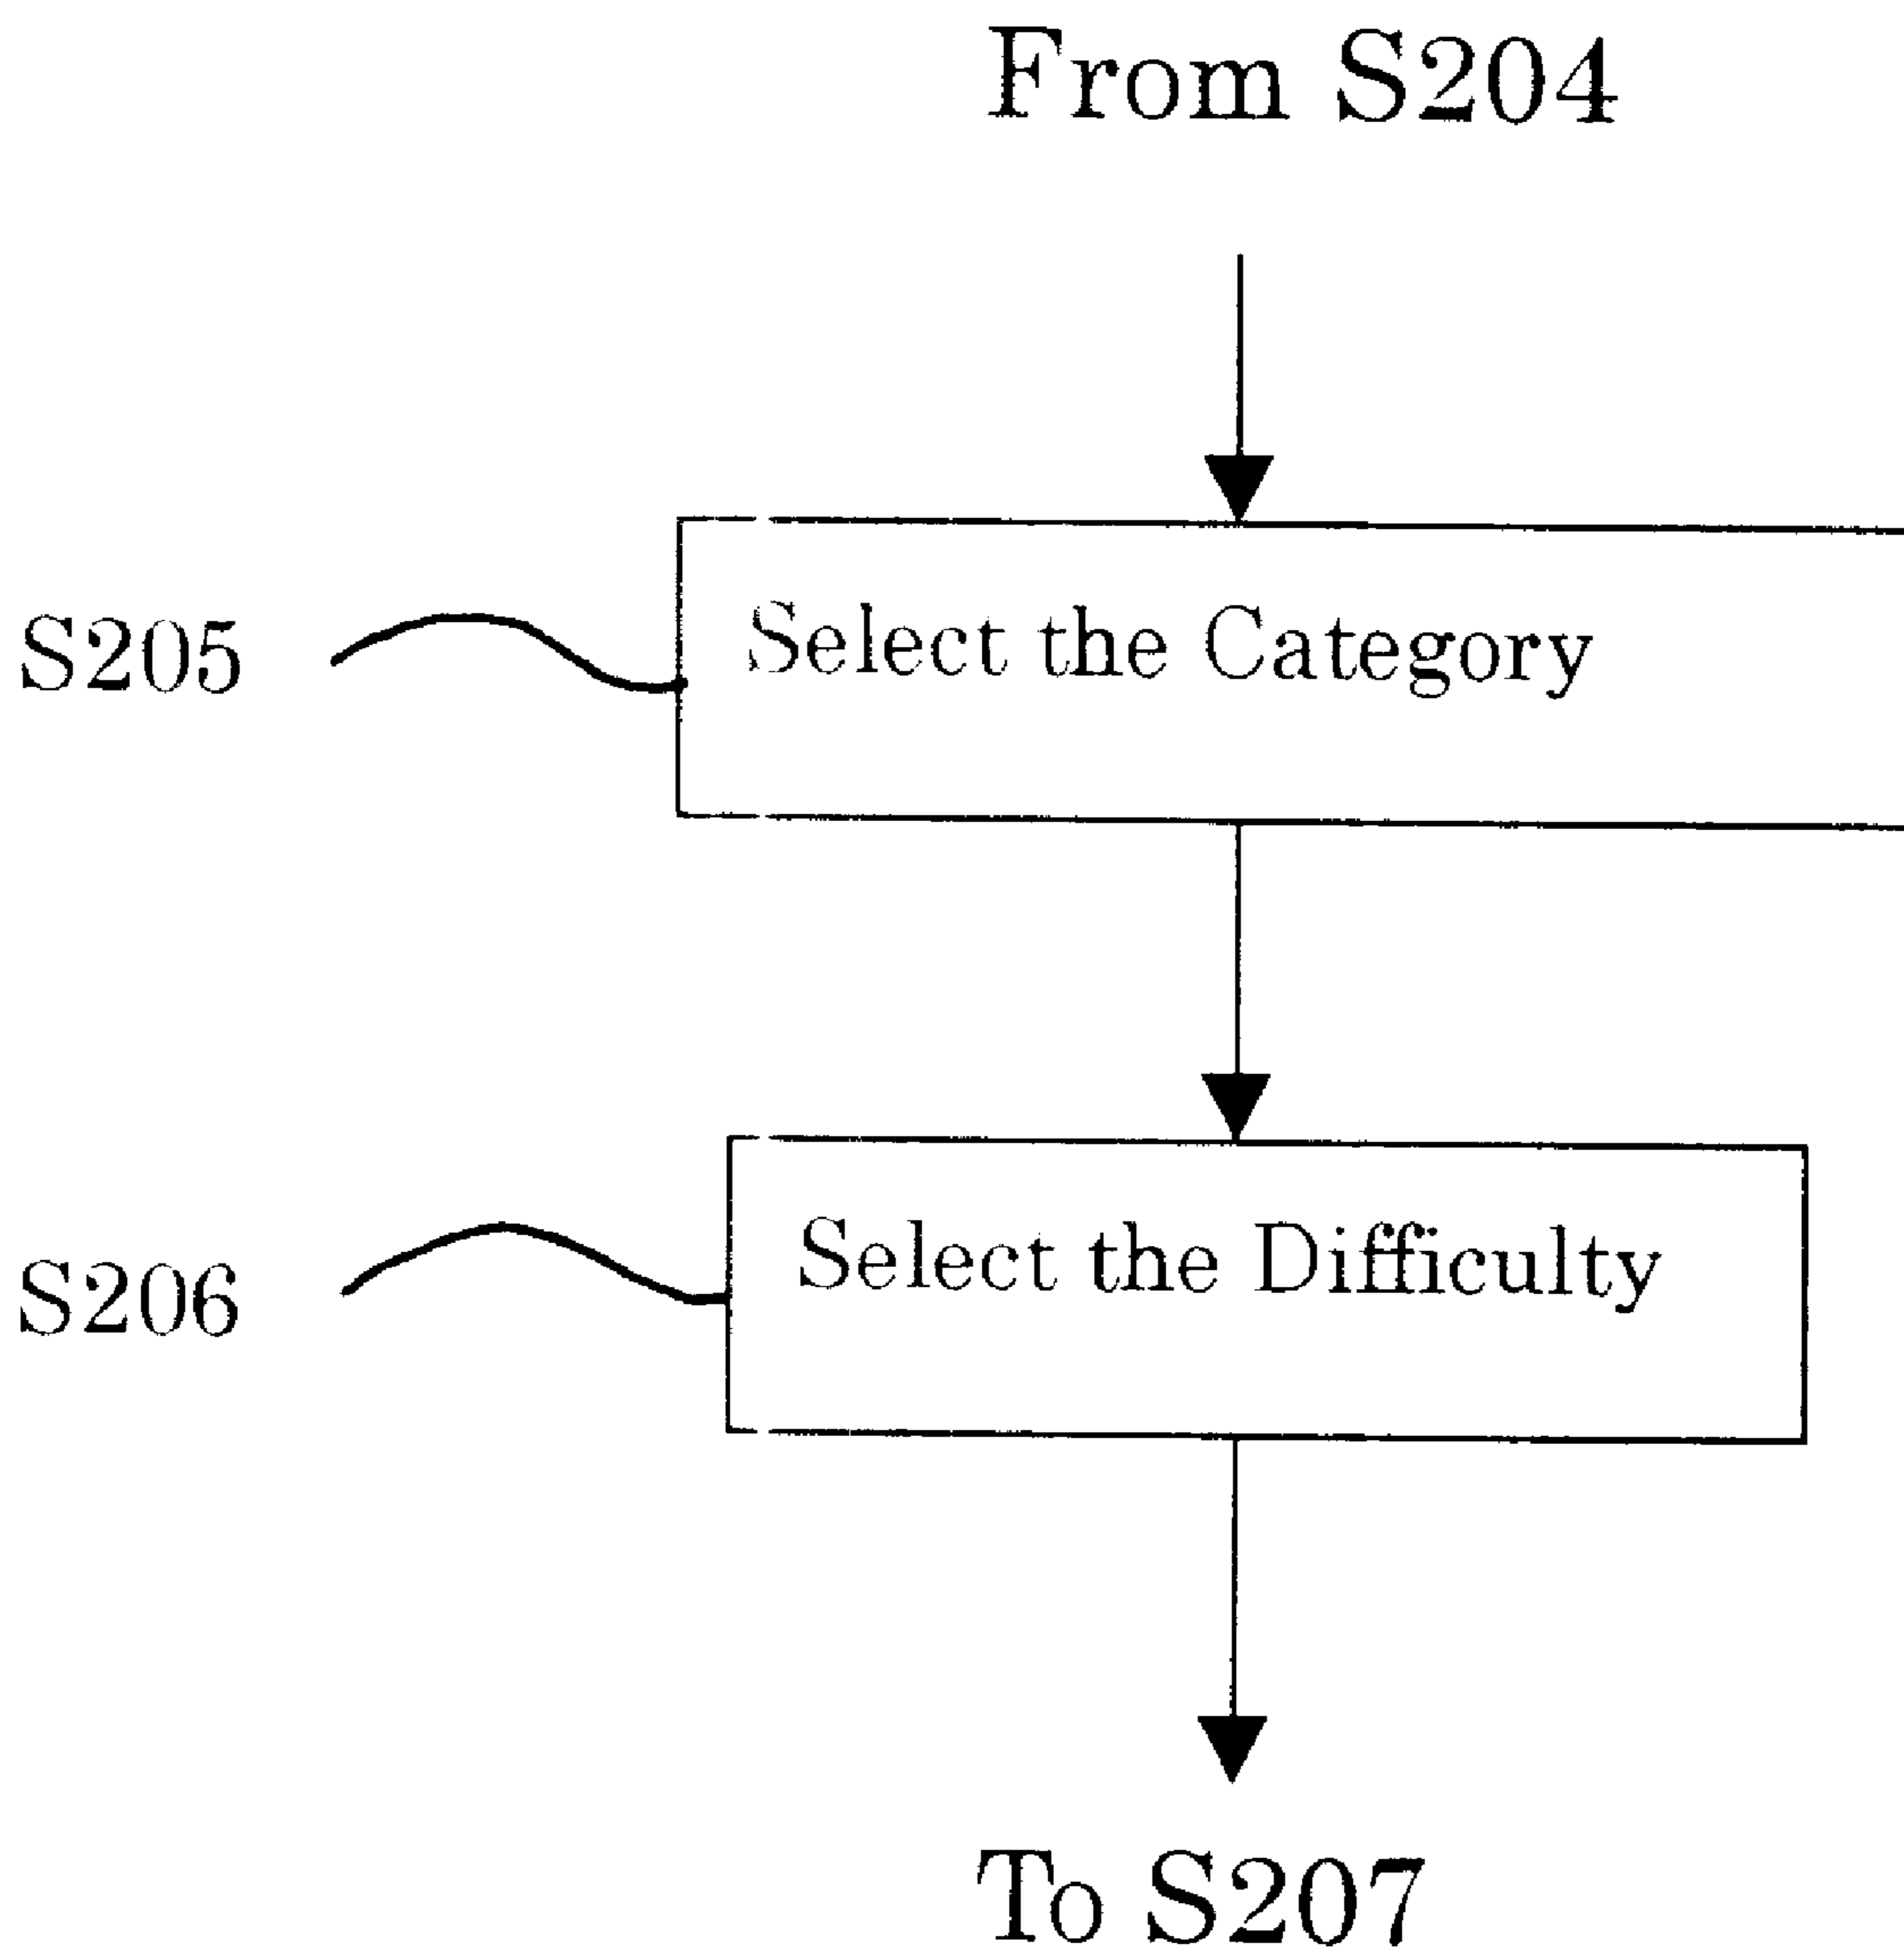 From S204
S205
Select the Category
S206
Select the Difficulty
To S207